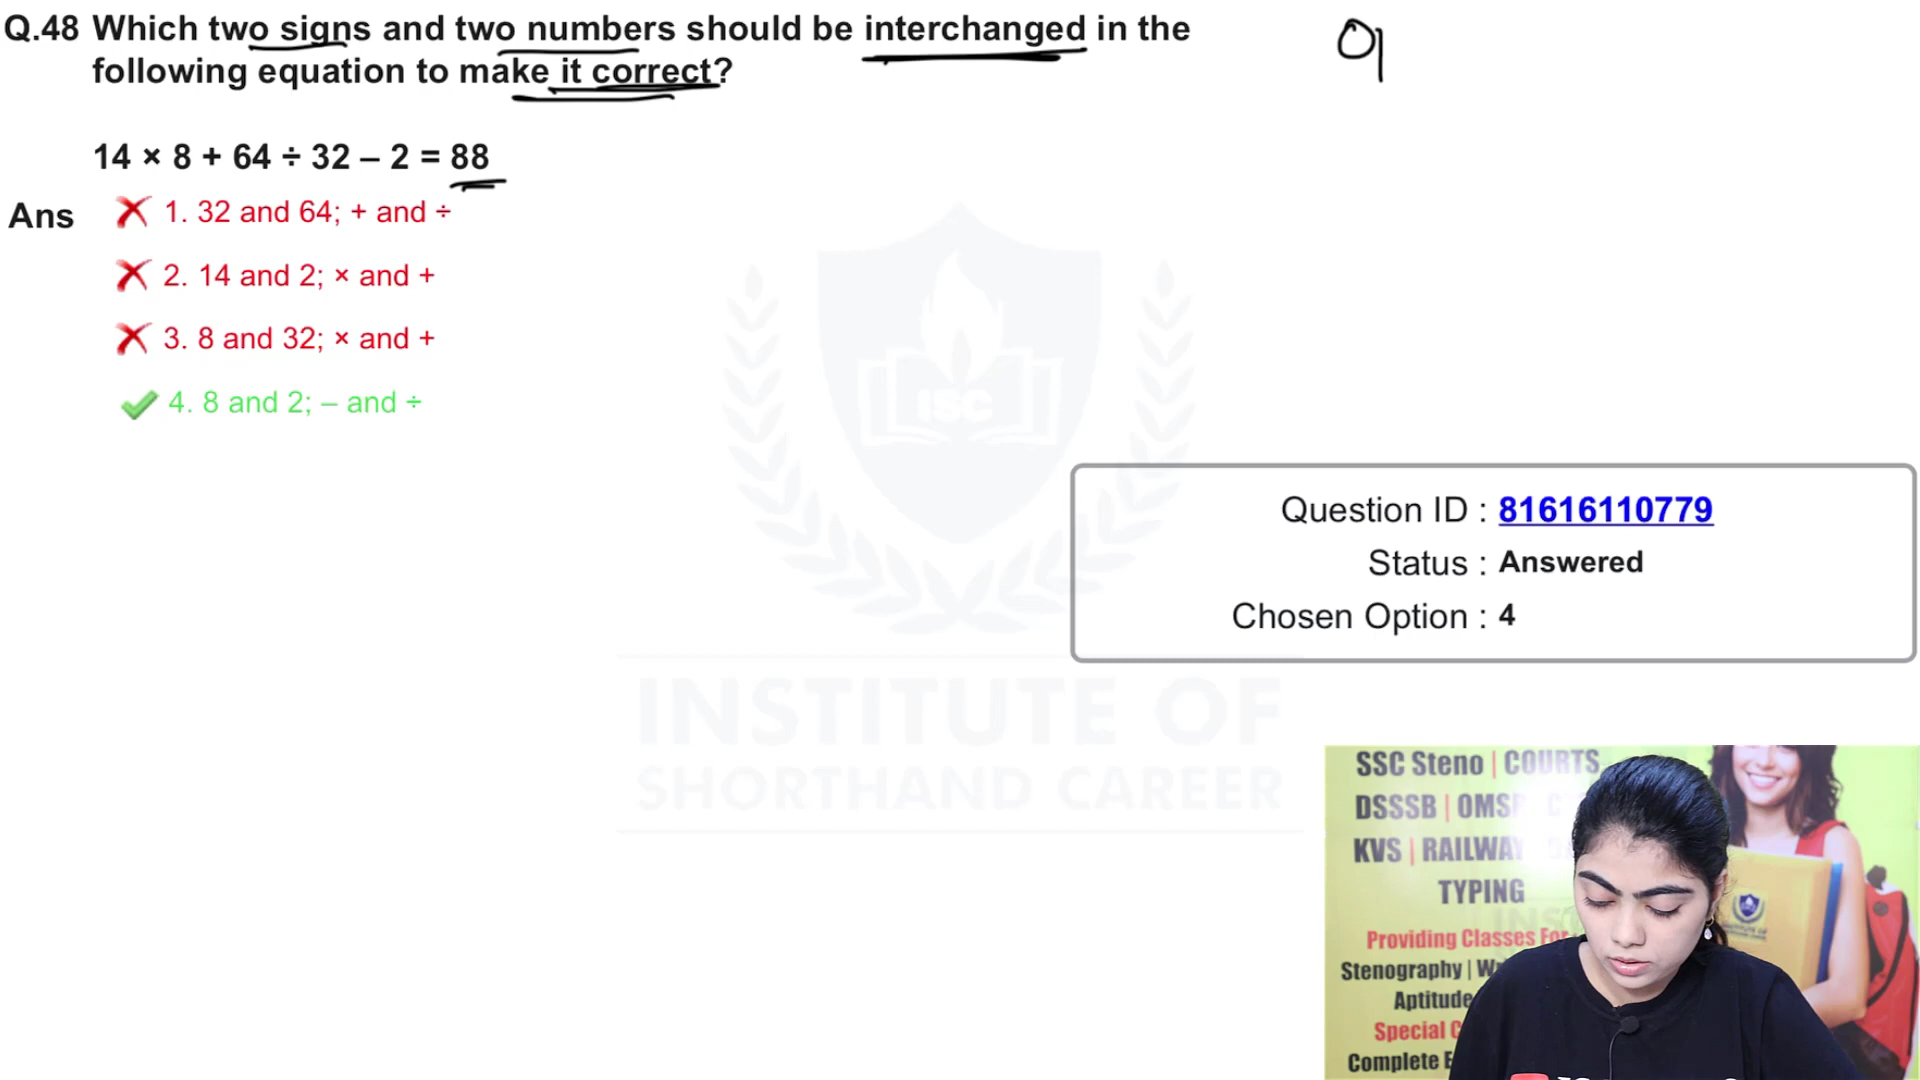 Q.48 Which two signs and two numbers should be interchanged in the
following equation to make it correct?
14 × 8 + 64 ÷ 32 – 2 = 88
Ans
1. 32 and 64; + and ÷
2. 14 and 2; × and +
3. 8 and 32; × and +
4. 8 and 2; – and ÷
ISC
Question ID : 81616110779
Status : Answered
Chosen Option : 4
INSTITUTE OF
SHORTHAND CAREER
SSC Steno | COURTS
DSSSB |
KVS |
TYPING
Providing Classes For
Stenography |
Aptitude
Special
Complete